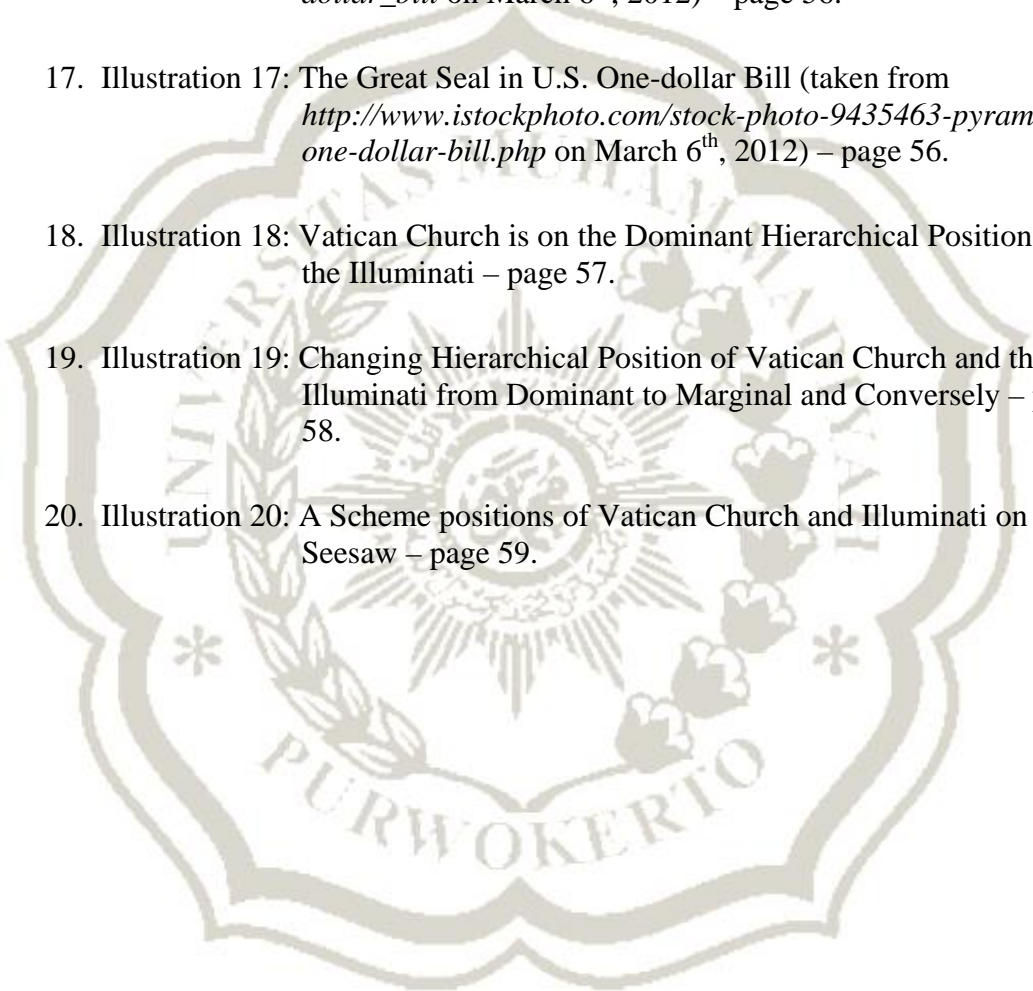 dollar_bill on March 6th, 2012) – page 56.
17. Illustration 17: The Great Seal in U.S. One-dollar Bill (taken from
http://www.istockphoto.com/stock-photo-9435463-pyram
one-dollar-bill.php on March 6th, 2012) – page 56.
18. Illustration 18: Vatican Church is on the Dominant Hierarchical Position
the Illuminati – page 57.
19. Illustration 19: Changing Hierarchical Position of Vatican Church and th
Illuminati from Dominant to Marginal and Conversely –
58.
20. Illustration 20: A Scheme positions of Vatican Church and Illuminati on
Seesaw – page 59.
UNIVERSITAS MUHAMMADIYAH
PURWOKERTO